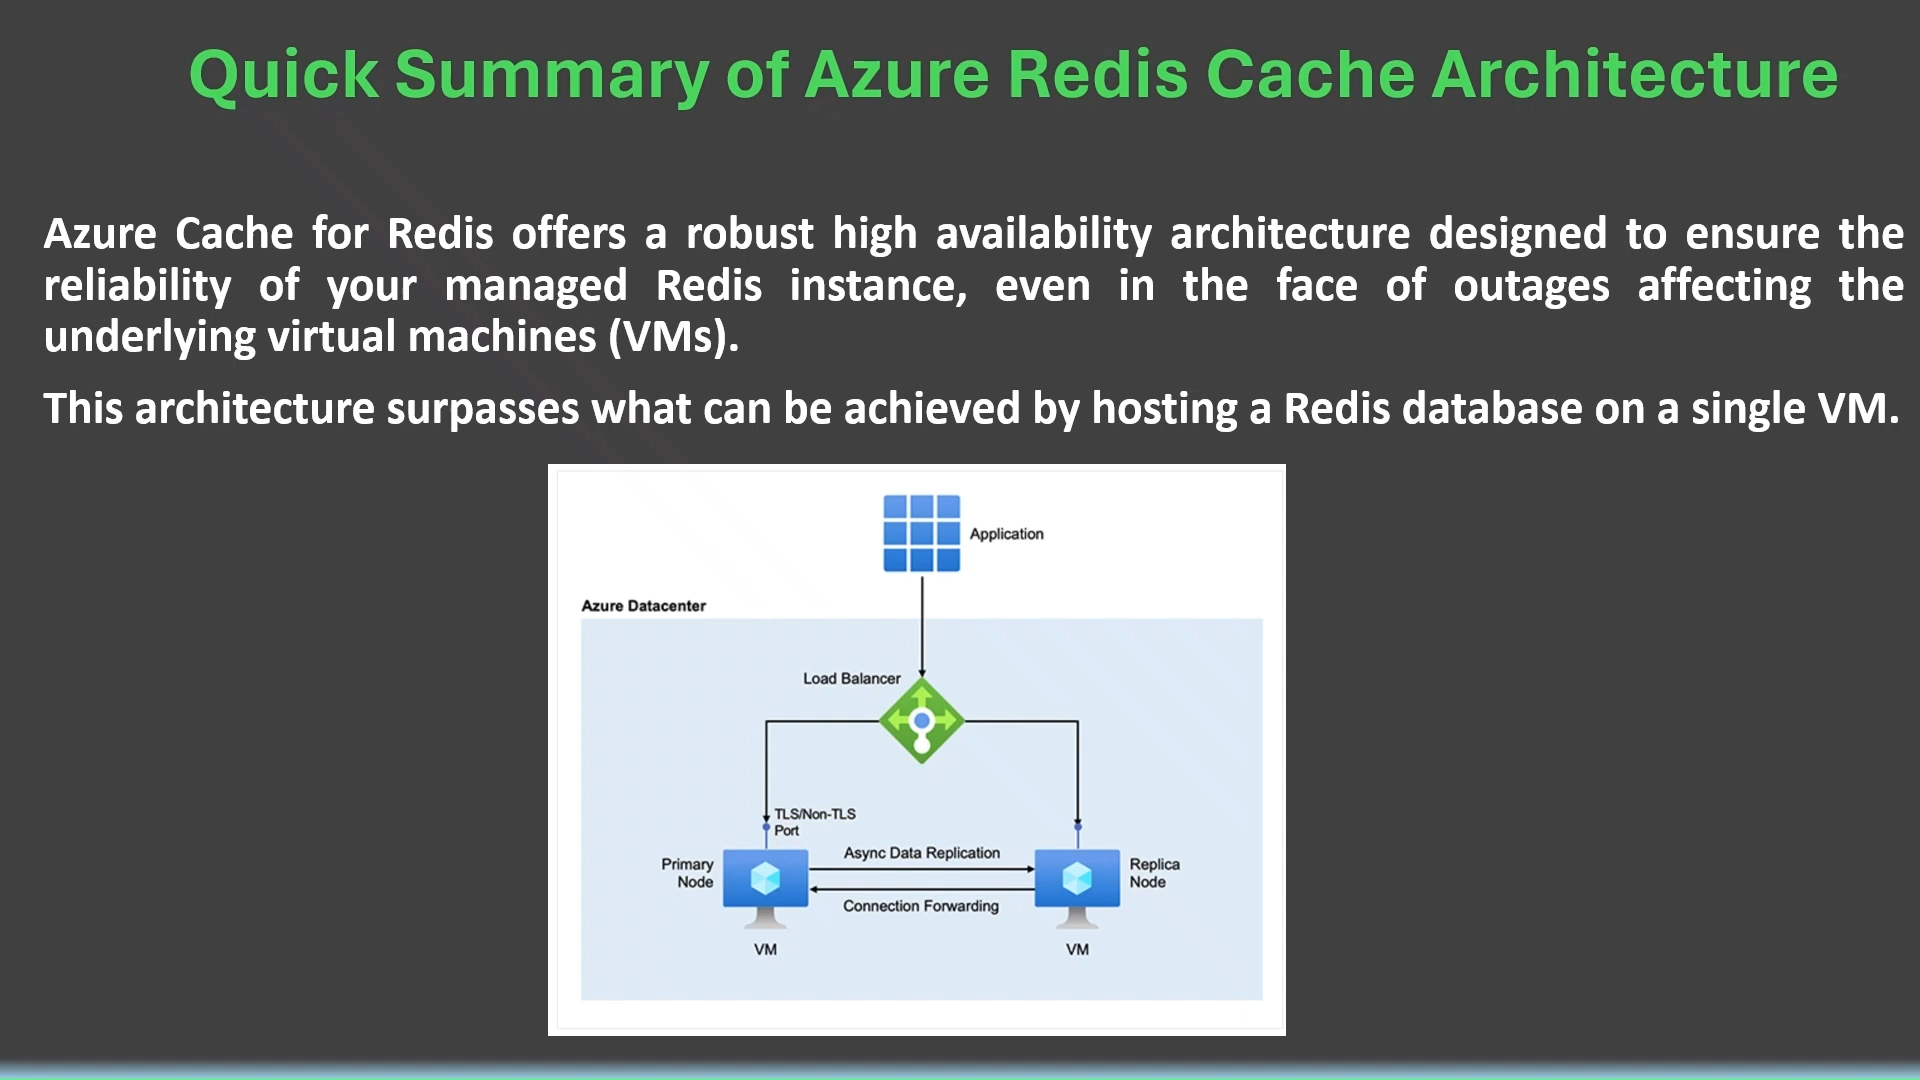 Quick Summary of Azure Redis Cache Architecture
Azure Cache for Redis offers a robust high availability architecture designed to ensure the
reliability of your managed Redis instance, even in the face of outages affecting the
underlying virtual machines (VMs).
This architecture surpasses what can be achieved by hosting a Redis database on a single VM.
Application
Azure Datacenter
Load Balancer
TLS/Non-TLS
Port
Primary
Node
Async Data Replication
Connection Forwarding
Replica
Node
VM
VM